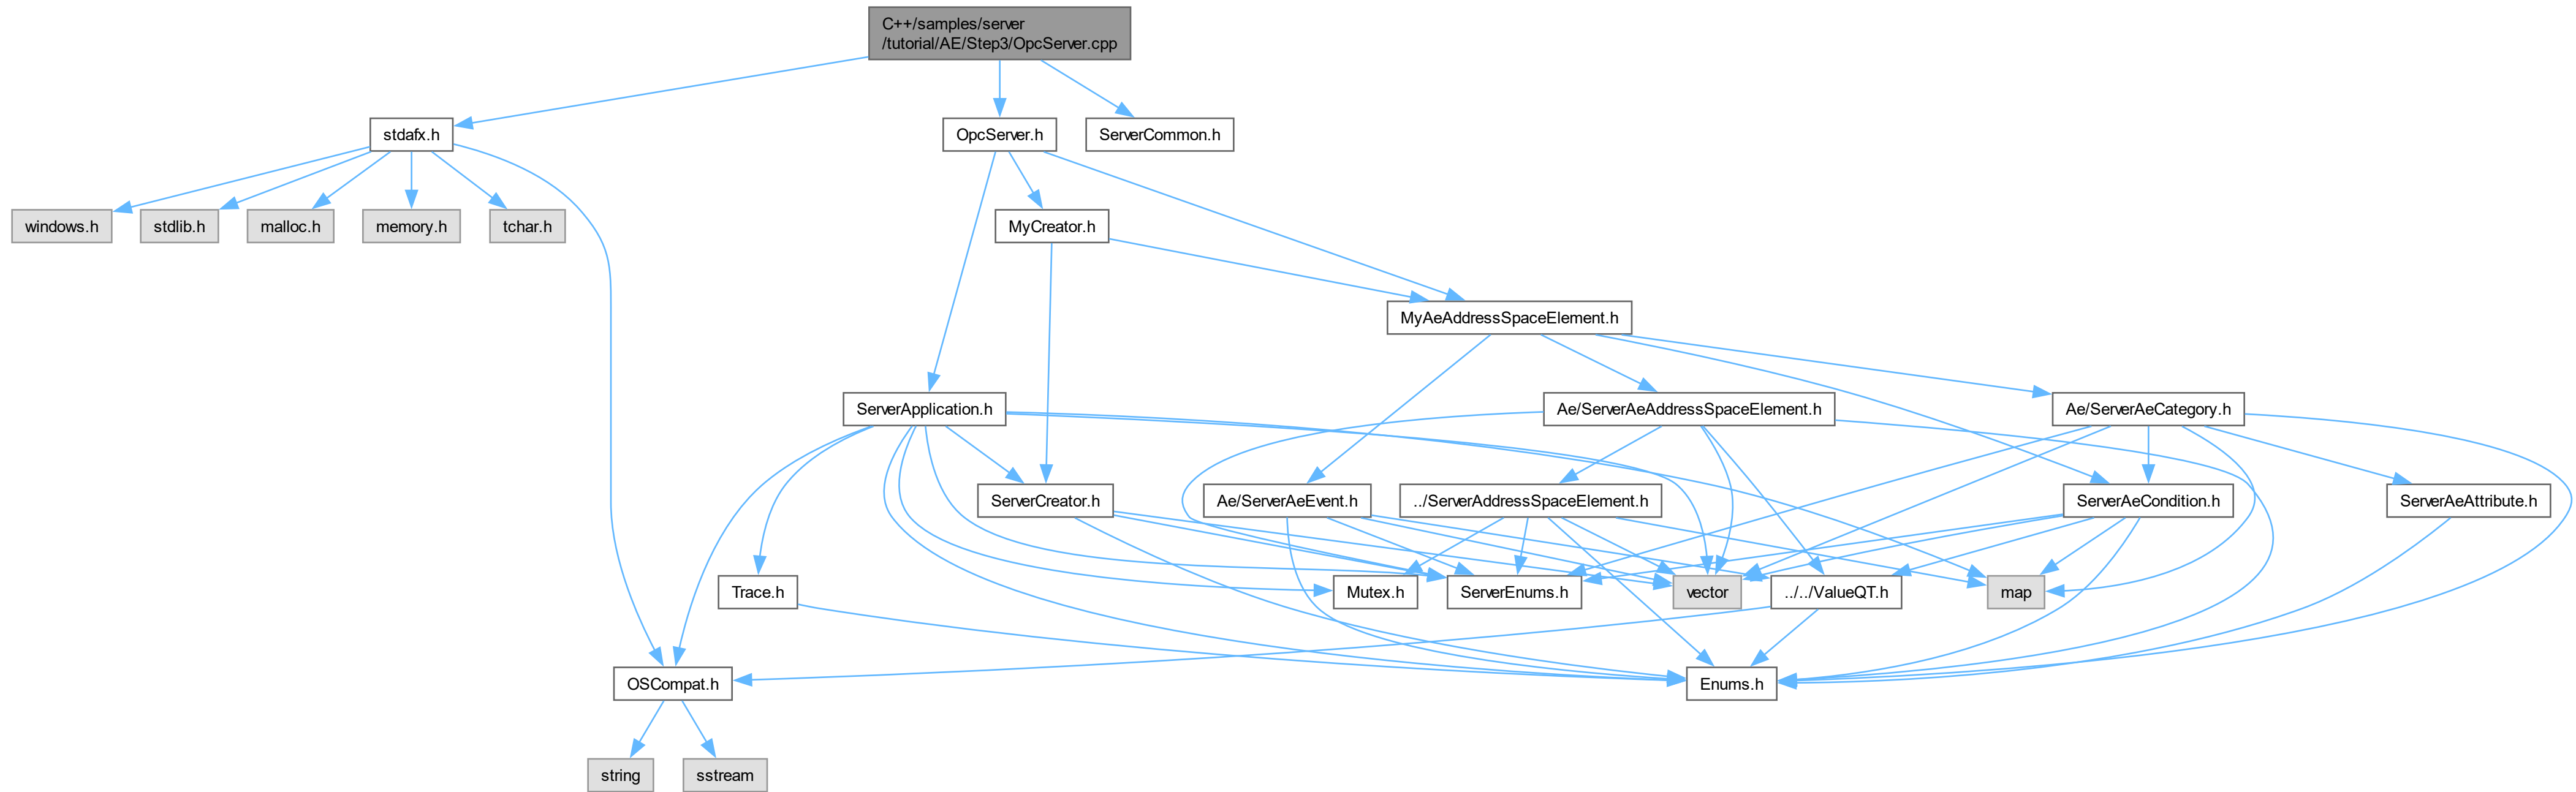 C++/samples/server
/tutorial/AE/Step3/OpcServer.cpp
stdafx.h
OpcServer.h
ServerCommon.h
windows.h
stdlib.h
malloc.h
memory.h
tchar.h
MyCreator.h
MyAeAddressSpaceElement.h
ServerApplication.h
Ae/ServerAeAddressSpaceElement.h
Ae/ServerAeCategory.h
ServerCreator.h
Ae/ServerAeEvent.h
../ServerAddressSpaceElement.h
ServerAeCondition.h
ServerAeAttribute.h
Trace.h
Mutex.h
ServerEnums.h
vector
../../ValueQT.h
map
OSCompat.h
Enums.h
string
sstream